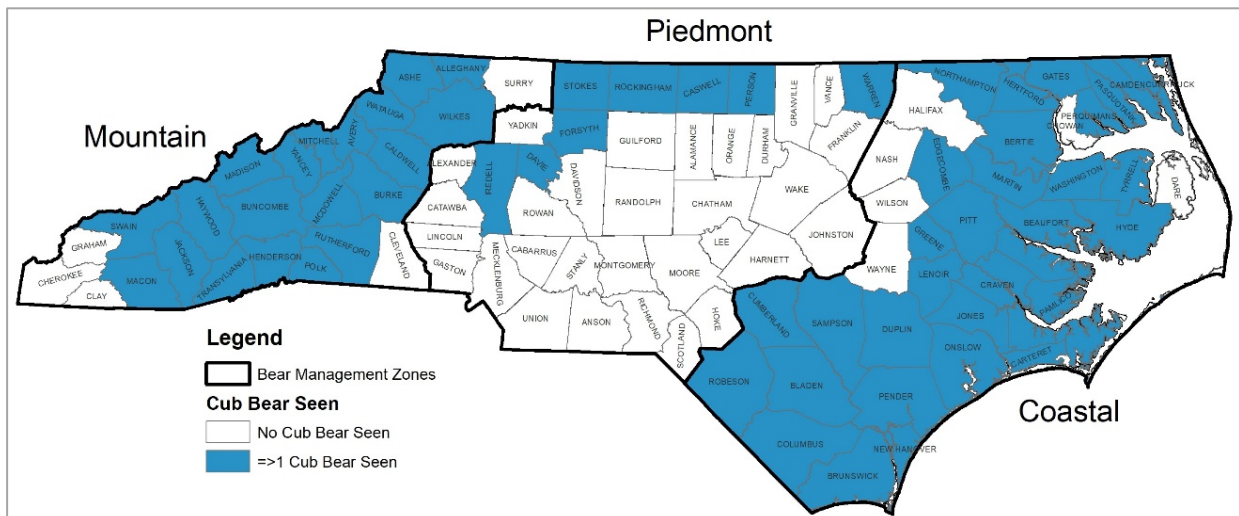 Piedmont
Mountain
Coastal
ASHE
ALLEGHANY
SURRY
STOKES
ROCKINGHAM
CASWELL
PERSON
GRANVILLE
VANCE
WARREN
NORTHAMPTON
HERTFORD
GATES
PASQUOTANK
CAMDENCURRITUCK
HALIFAX
WATAUGA
WILKES
YADKIN
FORSYTH
GUILFORD
ALAMANCE
ORANGE
DURHAM
FRANKLIN
NASH
EDGECOMBE
BERTIE
CHOWAN
PERQUIMANS
MITCHELL
AVERY
CALDWELL
LEXANDER
REDELL
DAVIE
DAVIDSON
MADISON
YANCEY
RANDOLPH
CHATHAM
WAKE
WILSON
MARTIN
WASHINGTON
TYRRELL
DARE
HAYWOOD
BUNCOMBE
MCDOWELL
BURKE
CATAWBA
ROWAN
SWAIN
GRAHAM
JACKSON
HENDERSON
RUTHERFORD
CLEVELAND
LINCOLN
GASTON
MECKLENBURG
CABARRUS
STANLY
MONTGOMERY
MOORE
LEE
HARNETT
JOHNSTON
WAYNE
GREENE
PITT
BEAUFORT
HYDE
CHEROKEE
CLAY
MACON
TRANSYLVANIA
POLK
UNION
ANSON
RICHMOND
SCOTLAND
HOKE
CUMBERLAND
SAMPSON
DUPLIN
LENOIR
CRAVEN
PAMLICO
JONES
ONSLOW
CARTERET
ROBESON
BLADEN
PENDER
COLUMBUS
NEW HANOVER
BRUNSWICK
Legend
Bear Management Zones
Cub Bear Seen
No Cub Bear Seen
=>1 Cub Bear Seen